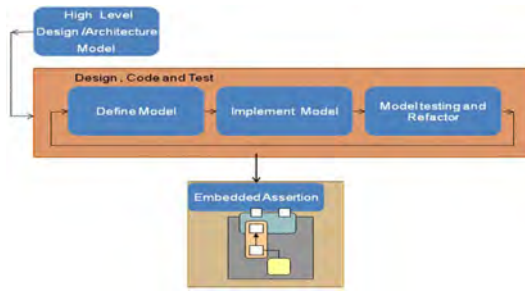 High Level
Design /Architecture
Model
Design , Code and Test
Define Model
Implement Model
Model testing and
Refactor
Embedded Assertion